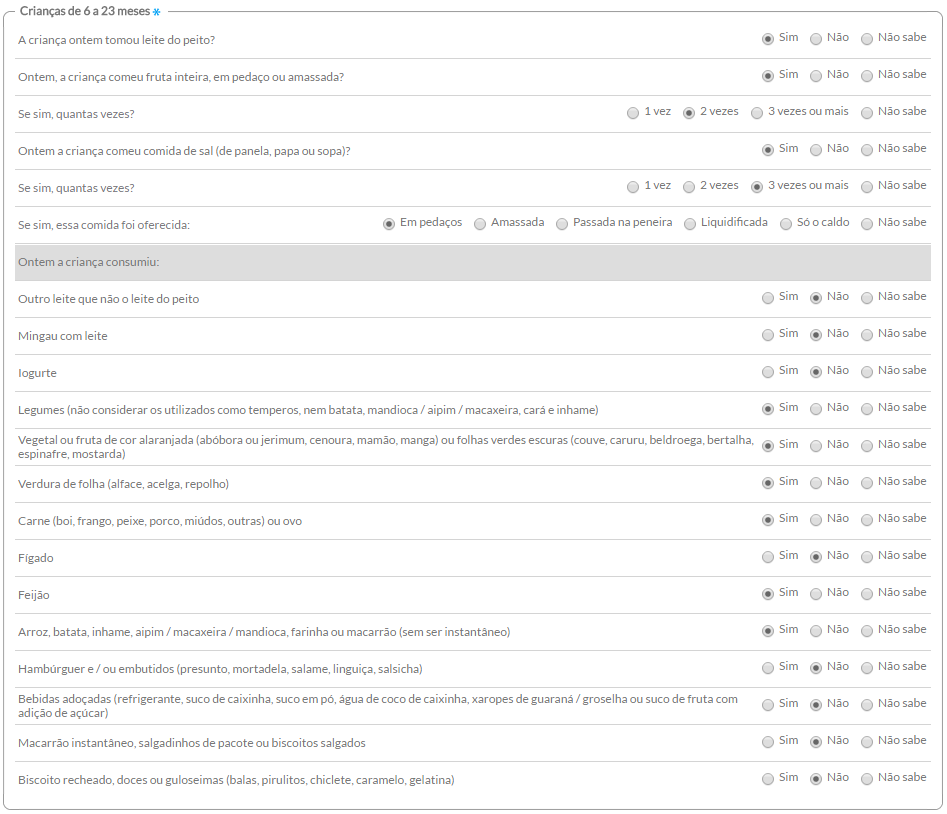 Crianças de 6 a 23 meses *
A criança ontem tomou leite do peito? Sim Não Não sabe
Ontem, a criança comeu fruta inteira, em pedaço ou amassada? Sim Não Não sabe
Se sim, quantas vezes? 1 vez 2 vezes 3 vezes ou mais Não sabe
Ontem a criança comeu comida de sal (de panela, papa ou sopa)? Sim Não Não sabe
Se sim, quantas vezes? 1 vez 2 vezes 3 vezes ou mais Não sabe
Se sim, essa comida foi oferecida: Em pedaços Amassada Passada na peneira Liquidificada Só o caldo Não sabe
Ontem a criança consumiu:
Outro leite que não o leite do peito Sim Não Não sabe
Mingau com leite Sim Não Não sabe
Iogurte Sim Não Não sabe
Legumes (não considerar os utilizados como temperos, nem batata, mandioca / aipim / macaxeira, cará e inhame) Sim Não Não sabe
Vegetal ou fruta de cor alaranjada (abóbora ou jerimum, cenoura, mamão, manga) ou folhas verdes escuras (couve, caruru, beldroega, bertalha, Sim Não Não sabe
espinafre, mostarda)
Verdura de folha (alface, acelga, repolho) Sim Não Não sabe
Carne (boi, frango, peixe, porco, miúdos, outras) ou ovo Sim Não Não sabe
Fígado Sim Não Não sabe
Feijão Sim Não Não sabe
Arroz, batata, inhame, aipim / macaxeira / mandioca, farinha ou macarrão (sem ser instantâneo) Sim Não Não sabe
Hambúrguer e / ou embutidos (presunto, mortadela, salame, linguiça, salsicha) Sim Não Não sabe
Bebidas adoçadas (refrigerante, suco de caixinha, suco em pó, água de coco de caixinha, xaropes de guaraná / groselha ou suco de fruta com Sim Não Não sabe
adição de açúcar)
Macarrão instantâneo, salgadinhos de pacote ou biscoitos salgados Sim Não Não sabe
Biscoito recheado, doces ou guloseimas (balas, pirulitos, chiclete, caramelo, gelatina) Sim Não Não sabe